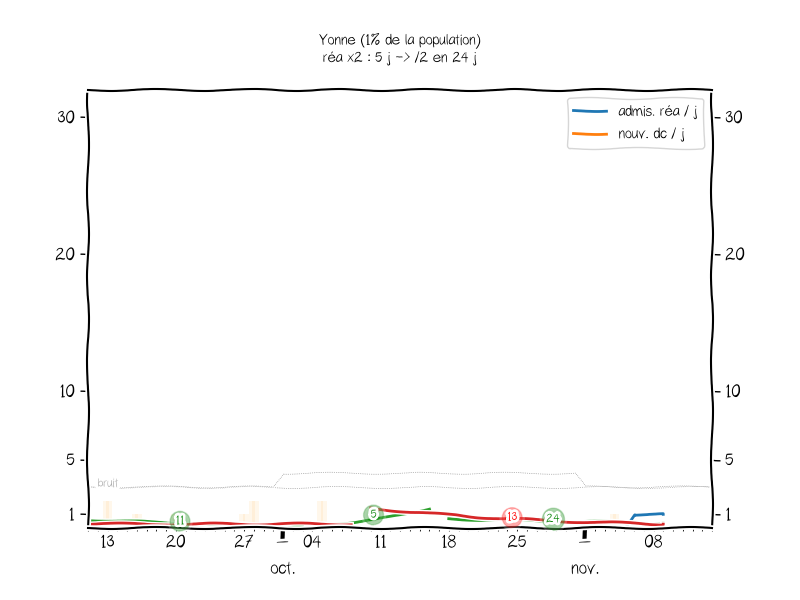 Yonne (1% de la population)
réa x2 : 5 j -> /2 en 24 j
admis. réa / j
nouv. dc / j
30 30
20 20
10 10
5 5
bruit
1 1
11 5 13 24
13 20 27 04 11 18 25 08
oct. nov.